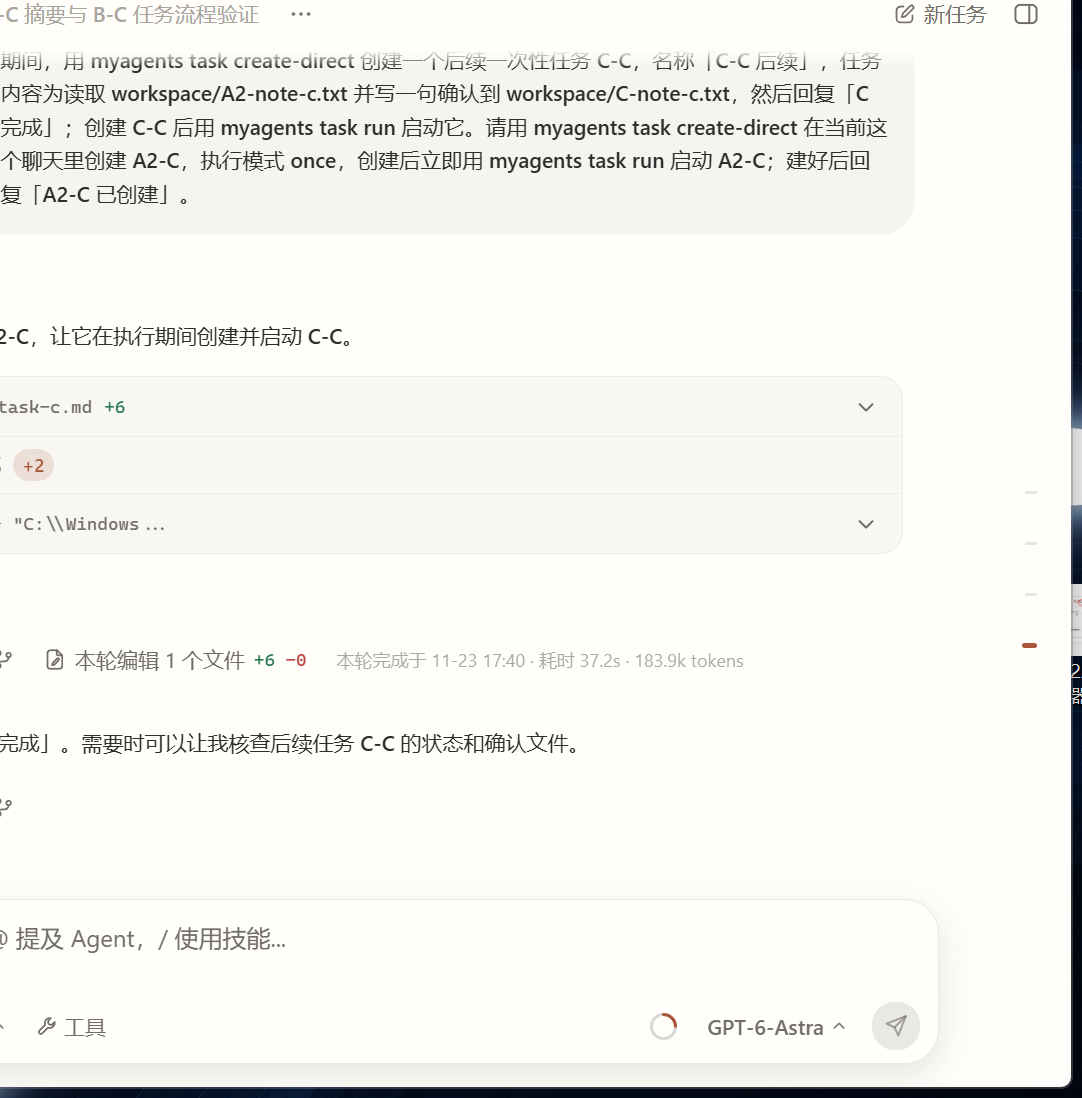 -C 摘要与 B-C 任务流程验证 ···
新任务
期间，用 myagents task create-direct 创建一个后续一次性任务 C-C，名称「C-C 后续」，任务
内容为读取 workspace/A2-note-c.txt 并写一句确认到 workspace/C-note-c.txt，然后回复「C
完成」；创建 C-C 后用 myagents task run 启动它。请用 myagents task create-direct 在当前这
个聊天里创建 A2-C，执行模式 once，创建后立即用 myagents task run 启动 A2-C；建好后回
复「A2-C 已创建」。
2-C，让它在执行期间创建并启动 C-C。
task-c.md +6
+2
"C:\\Windows ...
本轮编辑 1 个文件 +6 −0 本轮完成于 11-23 17:40 · 耗时 37.2s · 183.9k tokens
完成」。需要时可以让我核查后续任务 C-C 的状态和确认文件。
@ 提及 Agent，/ 使用技能...
工具
GPT-6-Astra